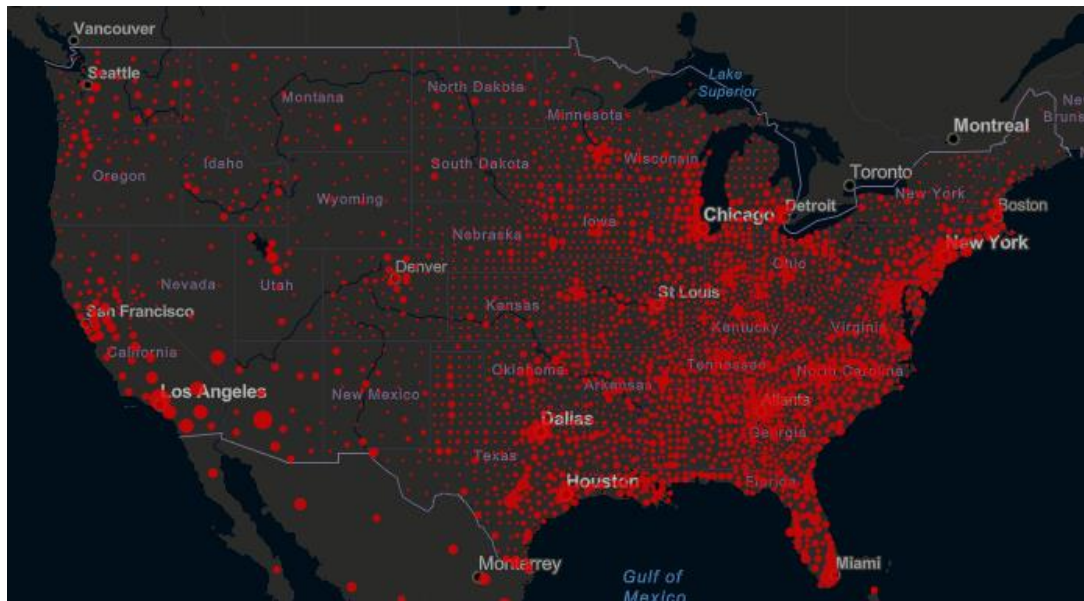 Vancouver
Seattle
Lake
Superior
Montana
North Dakota
Minnesota
Ne
Bruns
Montreal
Toronto
Wisconsin
Idaho
South Dakota
Oregon
New York
Wyoming
Boston
Detroit
Chicago
Iowa
Nebraska
New York
Denver
Ohio
Nevada
Utah
St Louis
Kansas
San Francisco
Kentucky
Virginia
California
Tennessee
Oklahoma
North Carolina
Arkansas
Los Angeles
New Mexico
Atlanta
Dallas
Georgia
Texas
Houston
Florida
Monterrey
Miami
Gulf of
Mexico